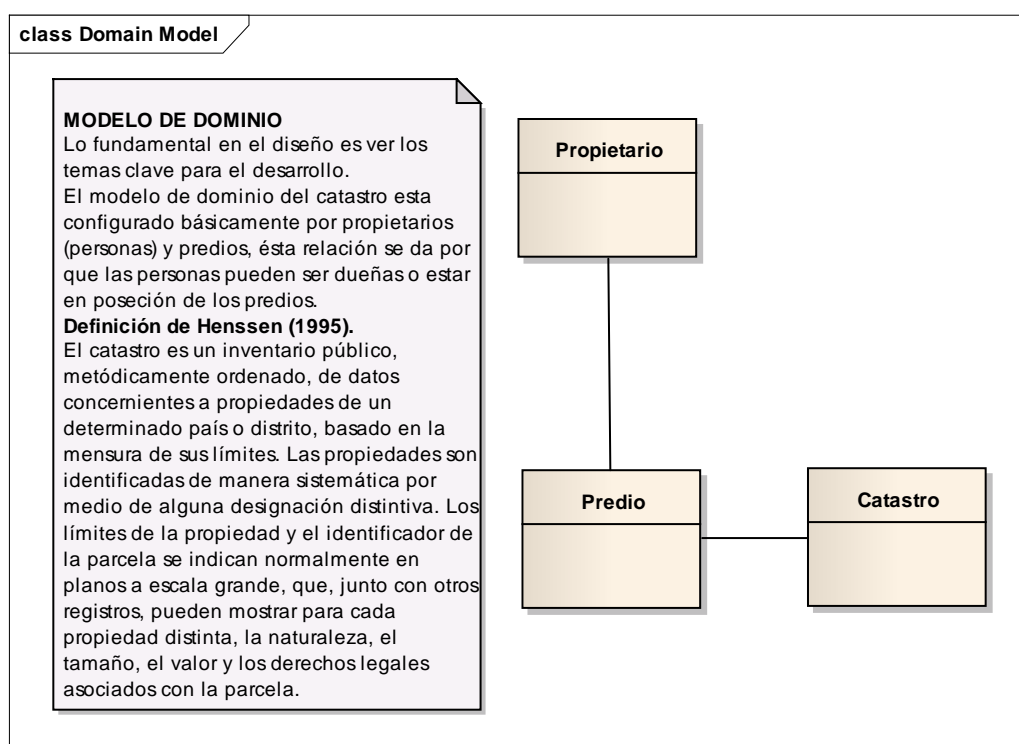 class Domain Model
MODELO DE DOMINIO
Lo fundamental en el diseño es ver los
temas clave para el desarrollo.
El modelo de dominio del catastro esta
configurado básicamente por propietarios
(personas) y predios, ésta relación se da por
que las personas pueden ser dueñas o estar
en poseción de los predios.
Definición de Henssen (1995).
El catastro es un inventario público,
metódicamente ordenado, de datos
concernientes a propiedades de un
determinado país o distrito, basado en la
mensura de sus límites. Las propiedades son
identificadas de manera sistemática por
medio de alguna designación distintiva. Los
límites de la propiedad y el identificador de
la parcela se indican normalmente en
planos a escala grande, que, junto con otros
registros, pueden mostrar para cada
propiedad distinta, la naturaleza, el
tamaño, el valor y los derechos legales
asociados con la parcela.
Propietario
Predio
Catastro